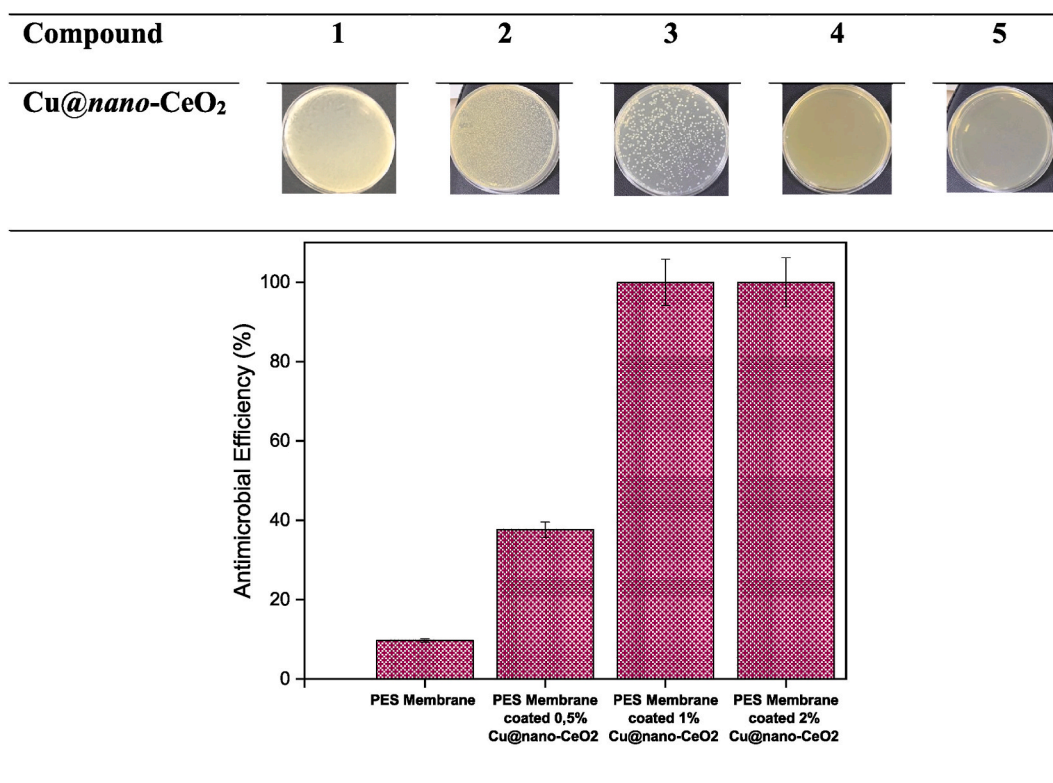 Compound 1 2 3 4 5
Cu@nano-CeO₂
Antimicrobial Efficiency (%)
100
80
60
40
20
0
PES Membrane
PES Membrane
coated 0,5%
Cu@nano-CeO2
PES Membrane
coated 1%
Cu@nano-CeO2
PES Membrane
coated 2%
Cu@nano-CeO2